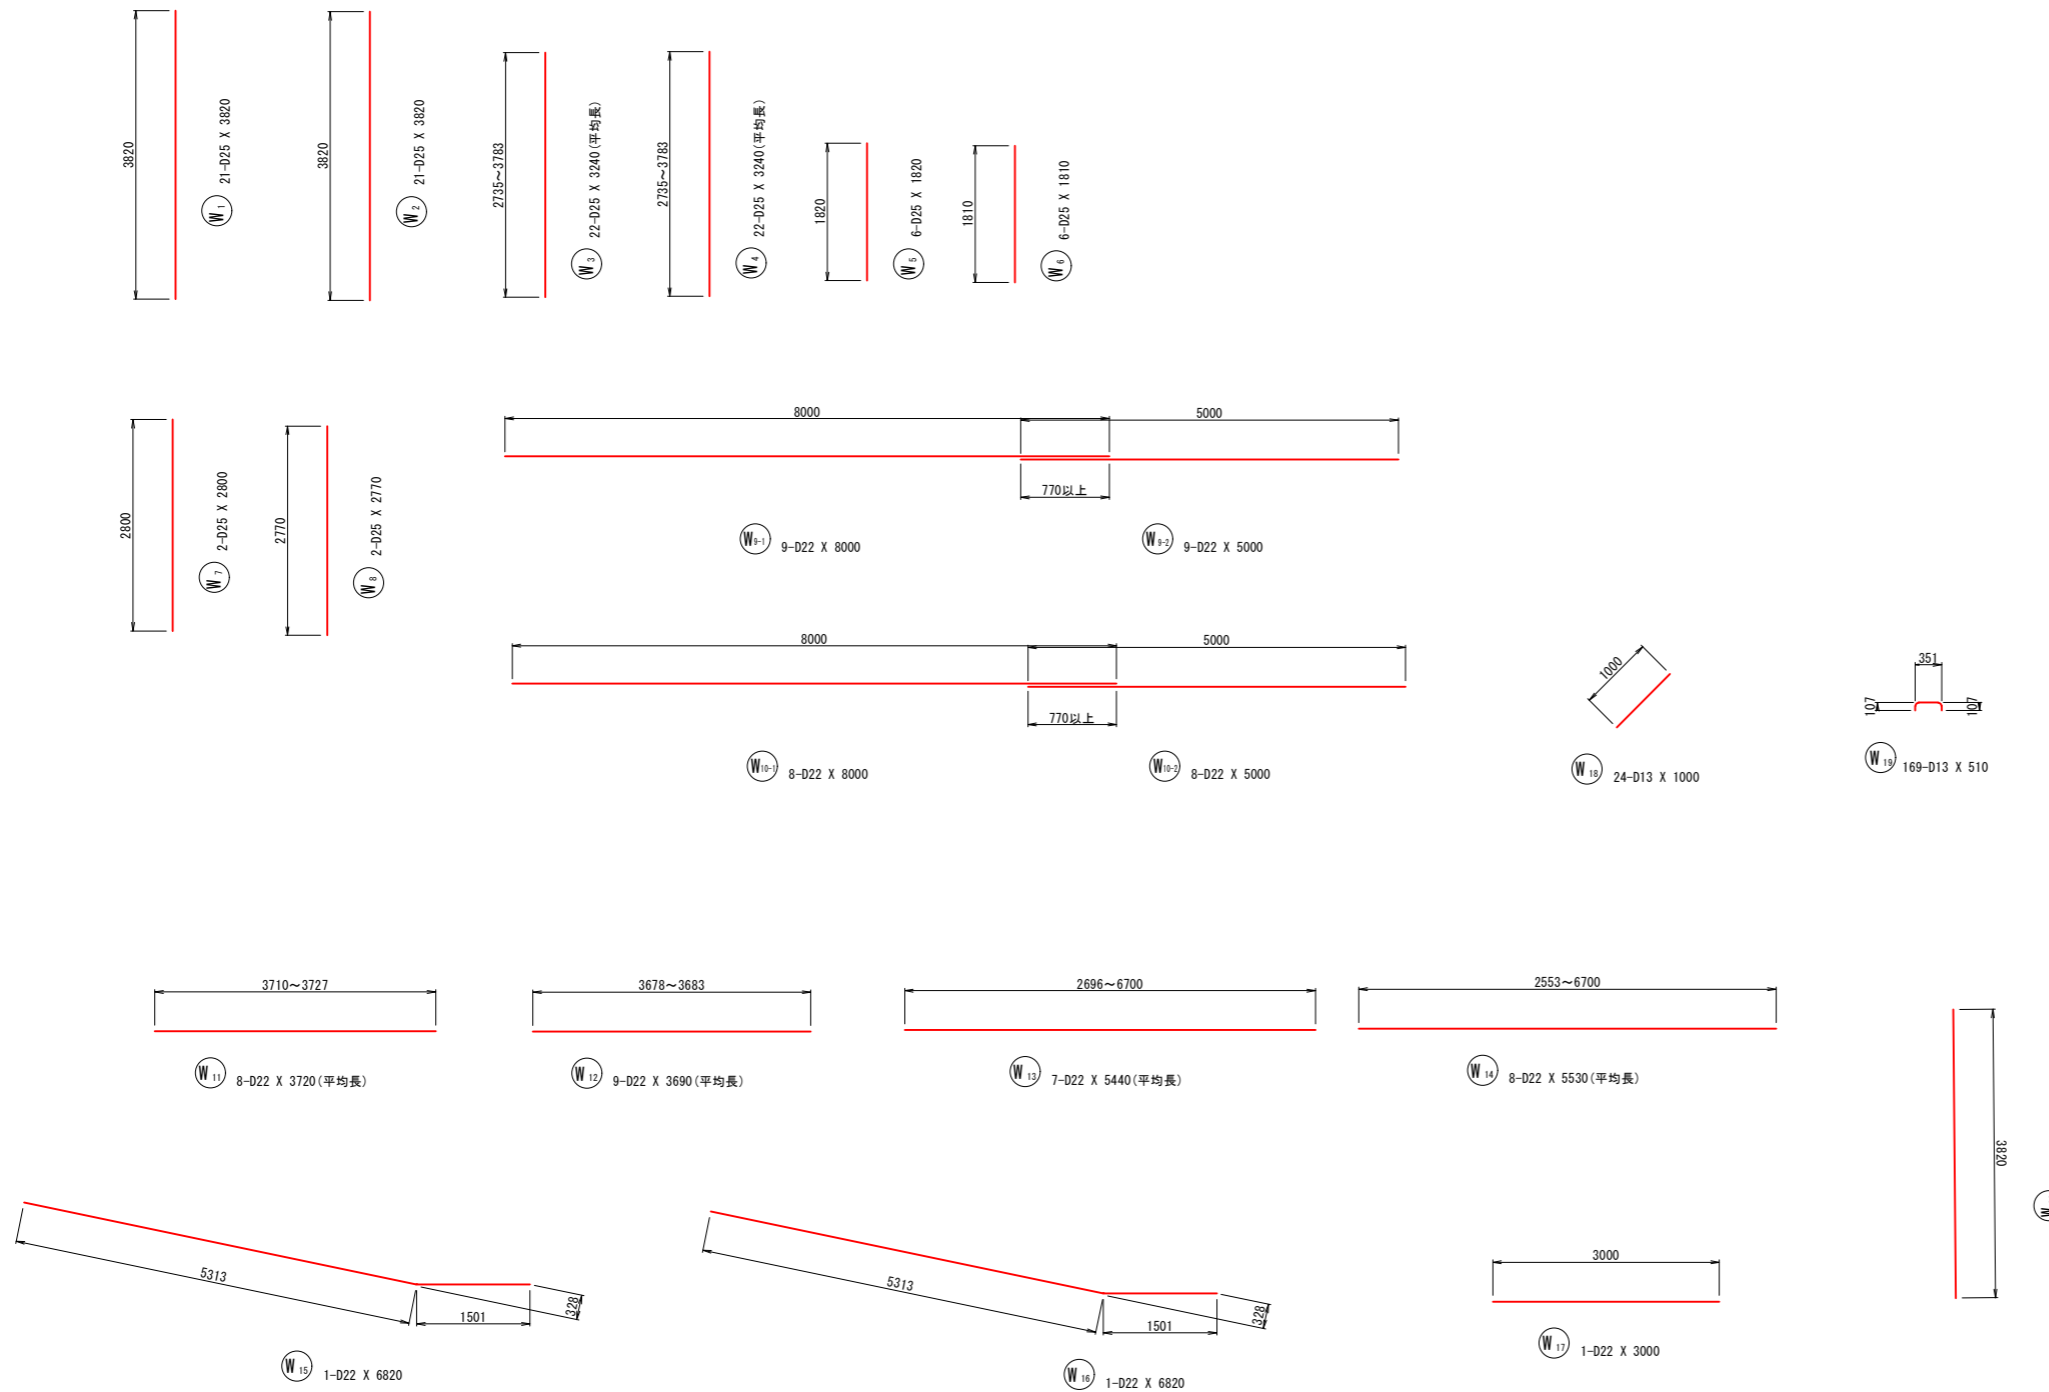 3820
W1 21-D25 X 3820
3820
W2 21-D25 X 3820
2735~3783
W3 22-D25 X 3240(平均長)
2735~3783
W4 22-D25 X 3240(平均長)
1820
W5 6-D25 X 1820
1810
W6 6-D25 X 1810
2800
W7 2-D25 X 2800
2770
W8 2-D25 X 2770
8000
5000
770以上
W9-1 9-D22 X 8000
W9-2 9-D22 X 5000
8000
5000
770以上
W10-1 8-D22 X 8000
W10-2 8-D22 X 5000
1000
W18 24-D13 X 1000
351
107
107
W19 169-D13 X 510
3710~3727
W11 8-D22 X 3720(平均長)
3678~3683
W12 9-D22 X 3690(平均長)
2696~6700
W13 7-D22 X 5440(平均長)
2553~6700
W14 8-D22 X 5530(平均長)
3820
5313
1501
328
W15 1-D22 X 6820
5313
1501
328
W16 1-D22 X 6820
3000
W17 1-D22 X 3000